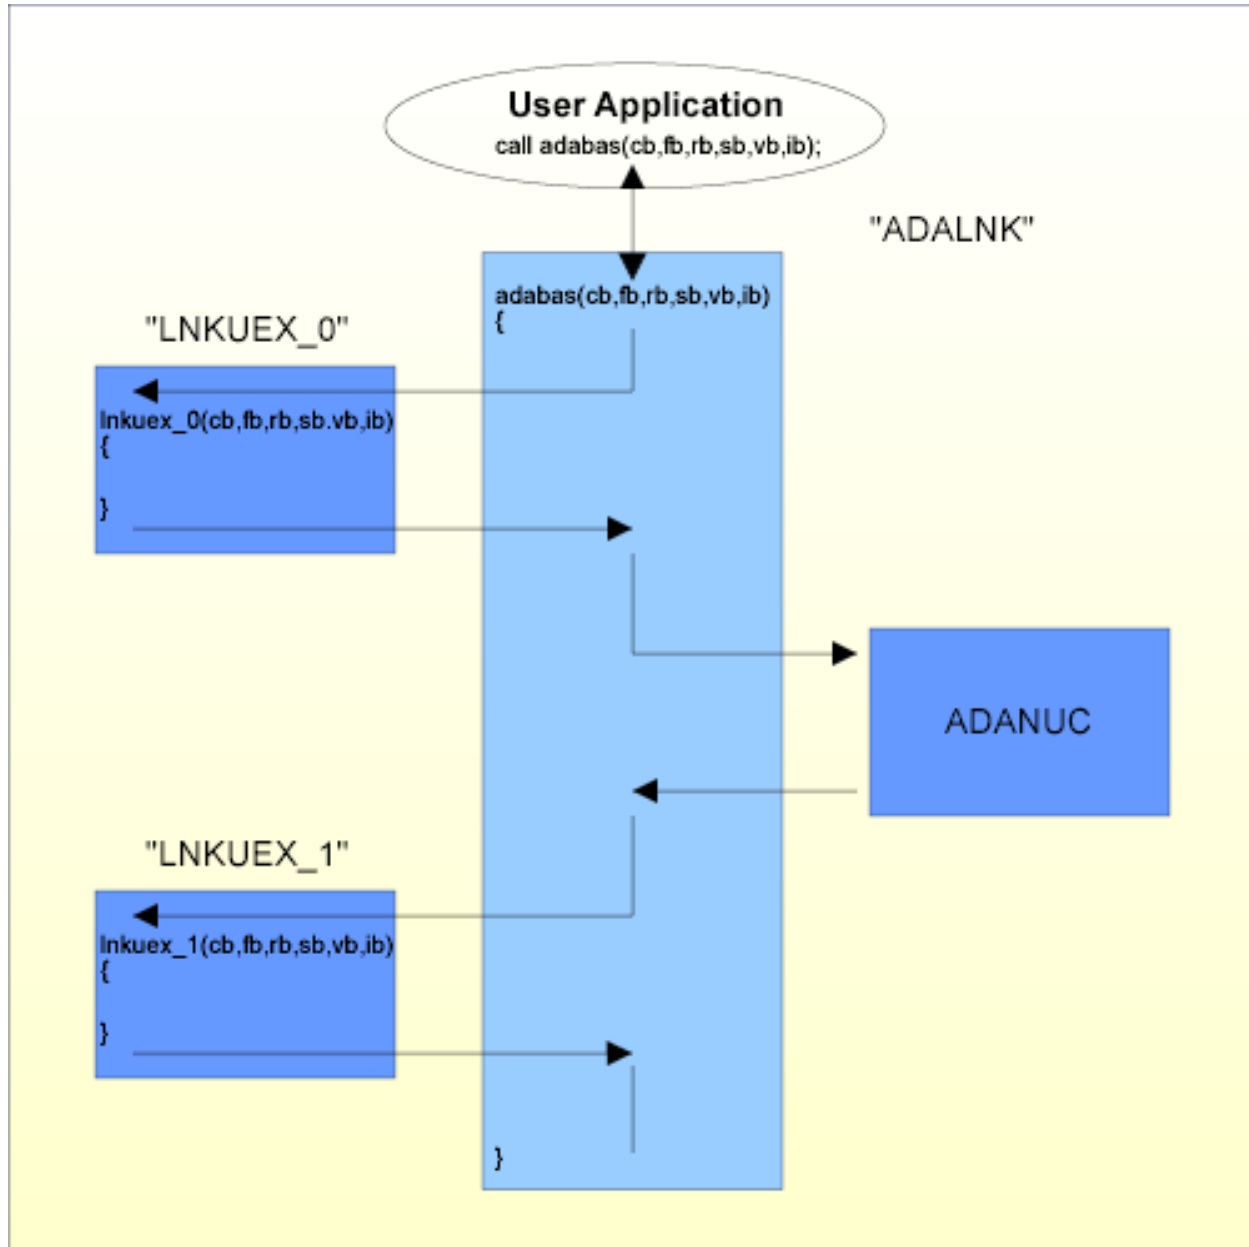 User Application
call adabas(cb,fb,rb,sb,vb,ib);
"ADALNK"
adabas(cb,fb,rb,sb,vb,ib)
{
"LNKUEX_0"
lnkuex_0(cb,fb,rb,sb.vb,ib)
{
}
ADANUC
"LNKUEX_1"
lnkuex_1(cb,fb,rb,sb,vb,ib)
{
}
}